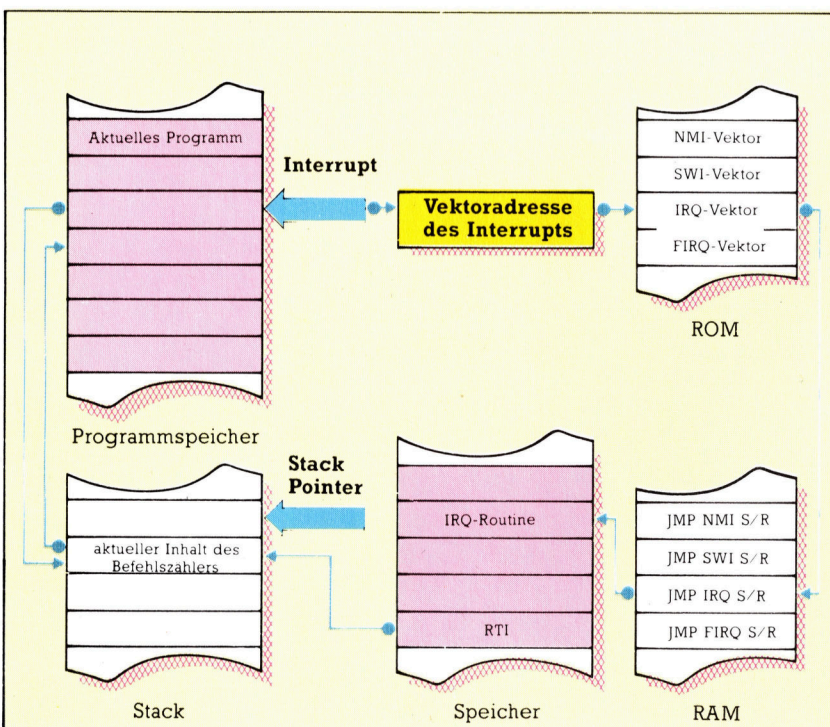 Aktuelles Programm
Interrupt
Vektoradresse
des Interrupts
NMI-Vektor
SWI-Vektor
IRQ-Vektor
FIRQ-Vektor
ROM
Programmspeicher
Stack
Pointer
aktueller Inhalt des
Befehlszählers
Stack
IRQ-Routine
RTI
Speicher
JMP NMI S/R
JMP SWI S/R
JMP IRQ S/R
JMP FIRQ S/R
RAM